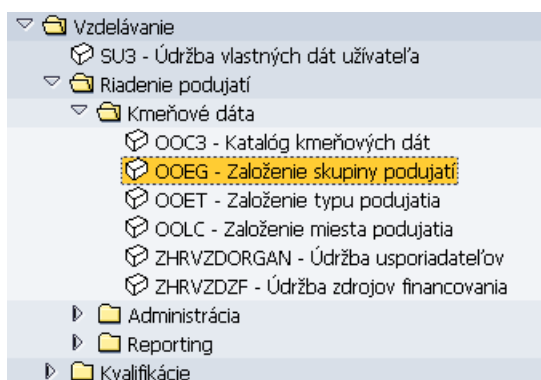 Vzdelávanie
SU3 - Údržba vlastných dát užívateľa
Riadenie podujatí
Kmeňové dáta
OOC3 - Katalóg kmeňových dát
OOEG - Založenie skupiny podujatí
OOET - Založenie typu podujatia
OOLC - Založenie miesta podujatia
ZHRVZDORGAN - Údržba usporiadateľov
ZHRVZDZF - Údržba zdrojov financovania
Administrácia
Reporting
Kvalifikácie